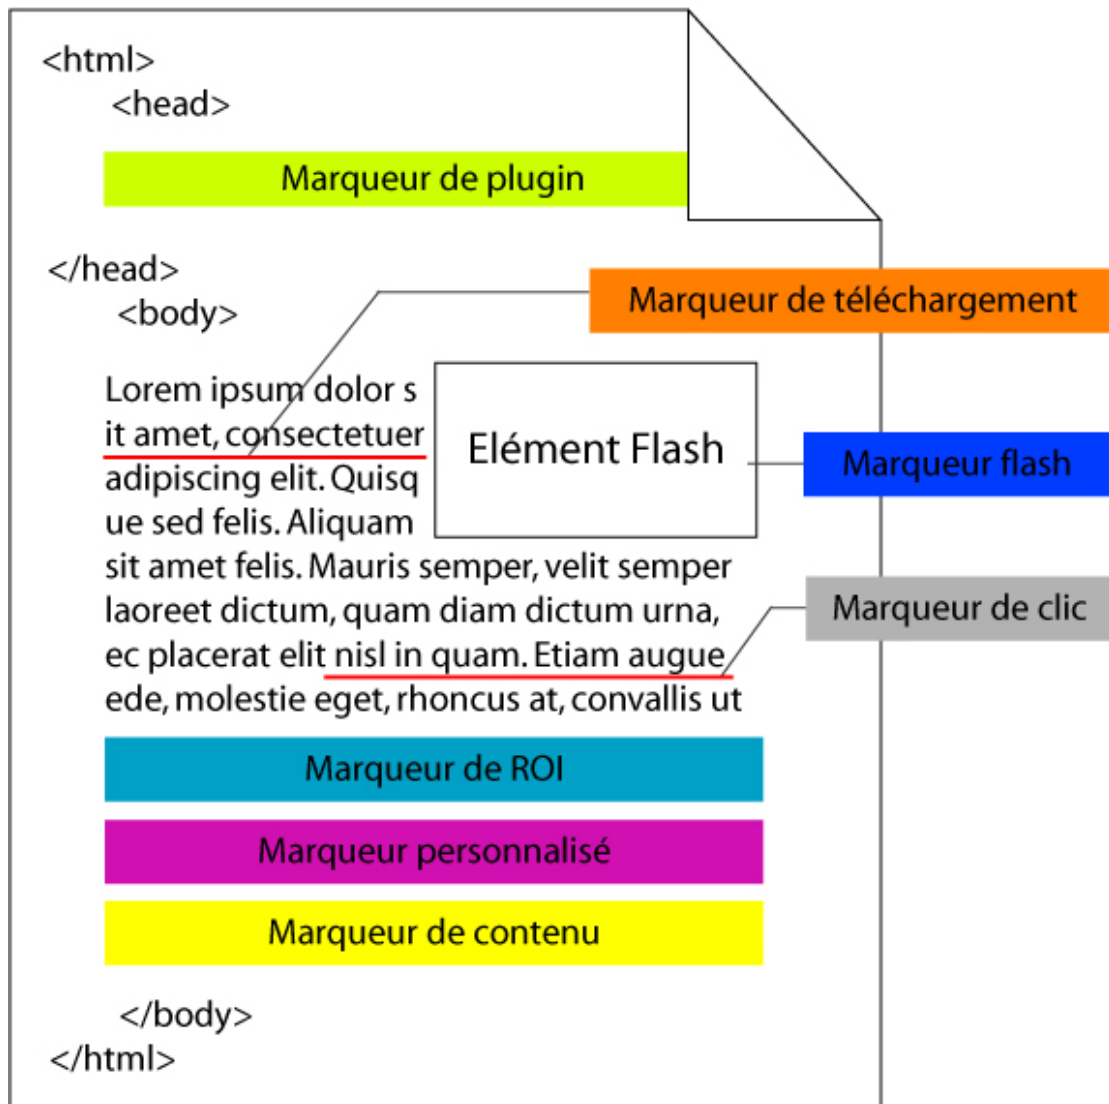 <html>
<head>
Marqueur de plugin
</head>
Marqueur de téléchargement
<body>
Lorem ipsum dolor s
it amet, consectetuer
adipiscing elit. Quisq
ue sed felis. Aliquam
Elément Flash
Marqueur flash
sit amet felis. Mauris semper, velit semper
laoreet dictum, quam diam dictum urna,
ec placerat elit nisl in quam. Etiam augue
ede, molestie eget, rhoncus at, convallis ut
Marqueur de clic
Marqueur de ROI
Marqueur personnalisé
Marqueur de contenu
</body>
</html>